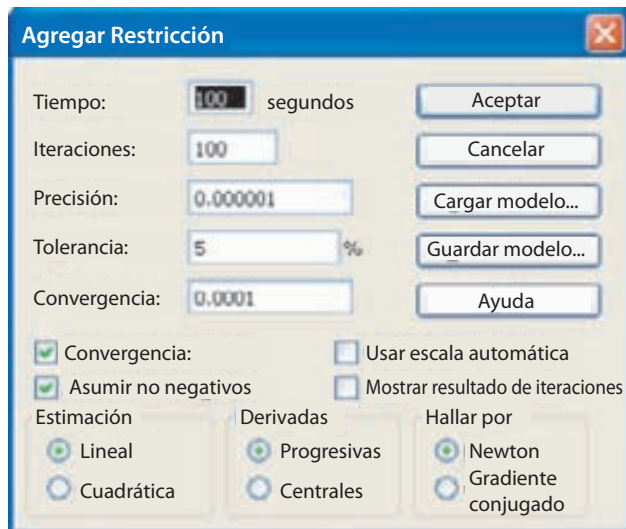 Agregar Restricción
Tiempo: 100 segundos Aceptar
Iteraciones: 100 Cancelar
Precisión: 0.000001 Cargar modelo...
Tolerancia: 5 % Guardar modelo...
Convergencia: 0.0001 Ayuda
Convergencia: Usar escala automática
Asumir no negativos Mostrar resultado de iteraciones
Estimación Derivadas Hallar por
Lineal Progresivas Newton
Cuadrática Centrales Gradiente
conjugado